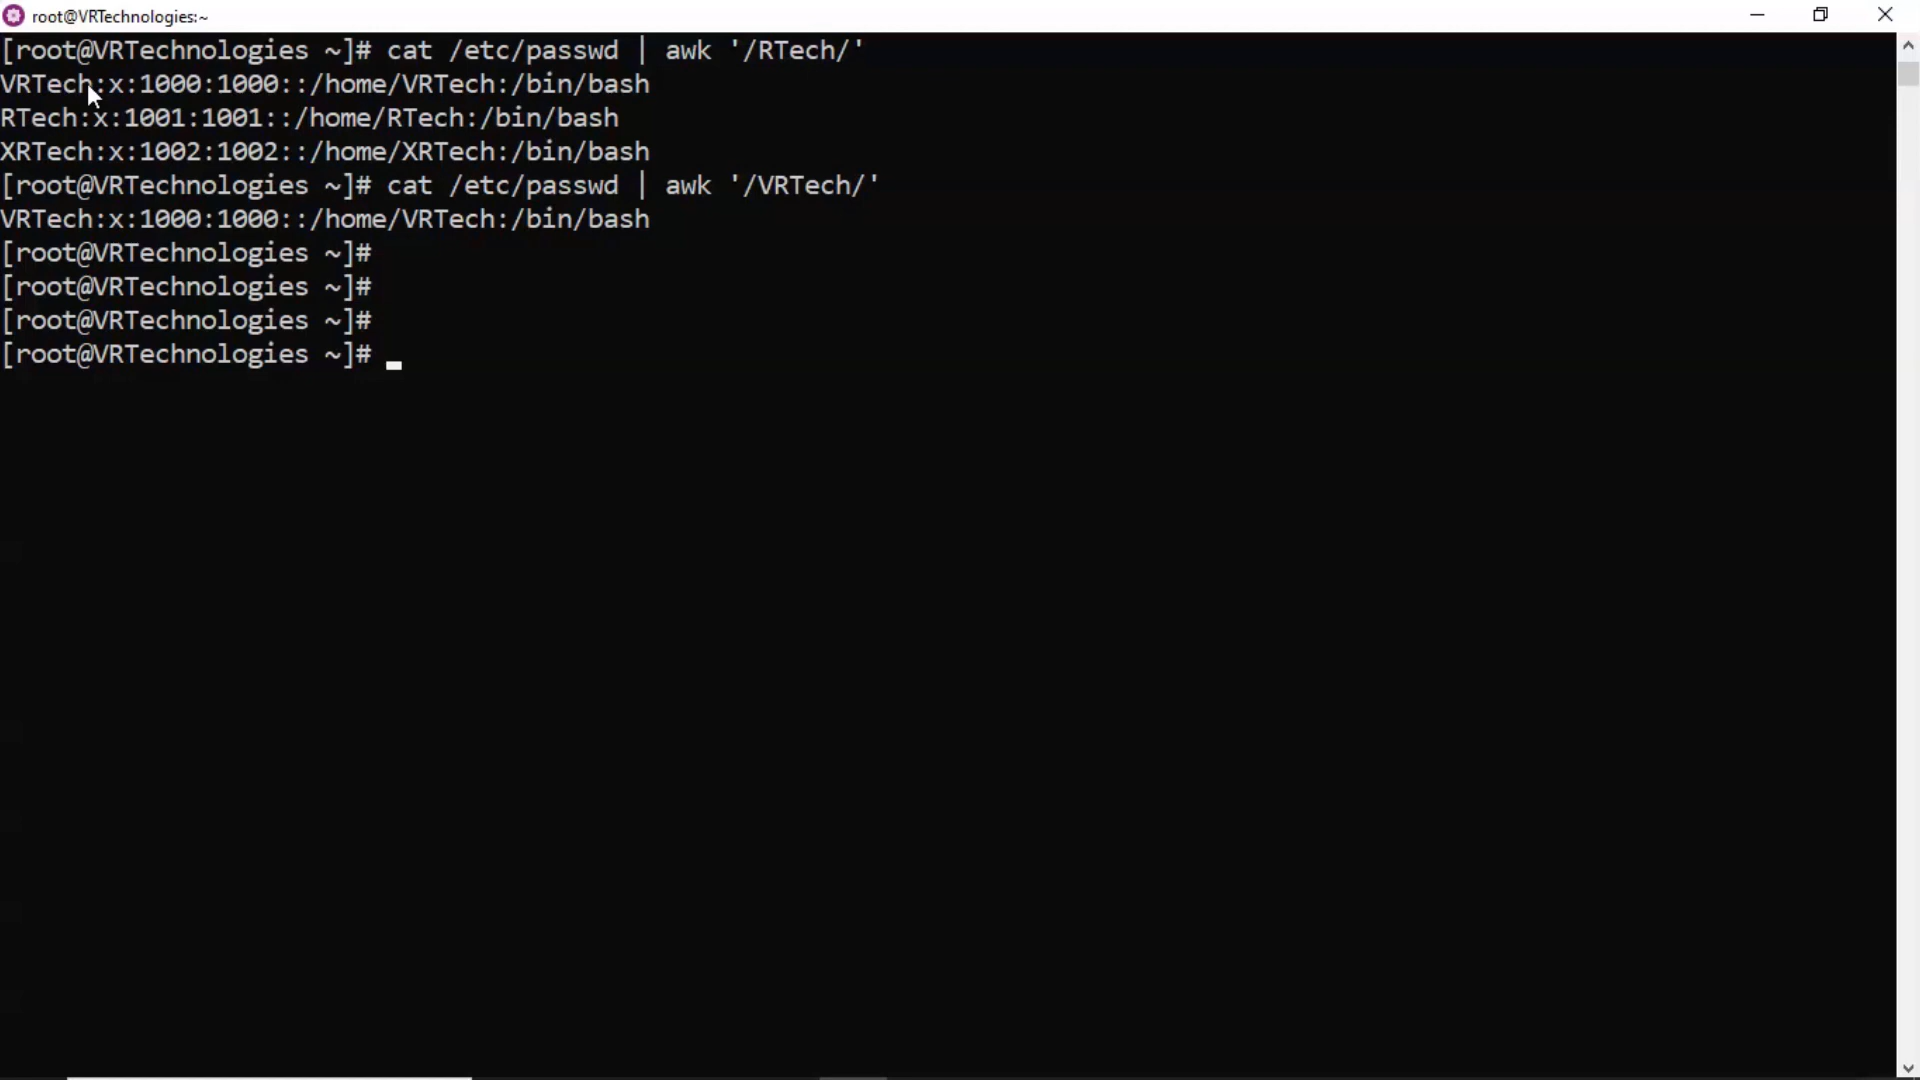 root@VRTechnologies:~
[root@VRTechnologies ~]# cat /etc/passwd | awk '/RTech/'
VRTech:x:1000:1000::/home/VRTech:/bin/bash
RTech:x:1001:1001::/home/RTech:/bin/bash
XRTech:x:1002:1002::/home/XRTech:/bin/bash
[root@VRTechnologies ~]# cat /etc/passwd | awk '/VRTech/'
VRTech:x:1000:1000::/home/VRTech:/bin/bash
[root@VRTechnologies ~]#
[root@VRTechnologies ~]#
[root@VRTechnologies ~]#
[root@VRTechnologies ~]#